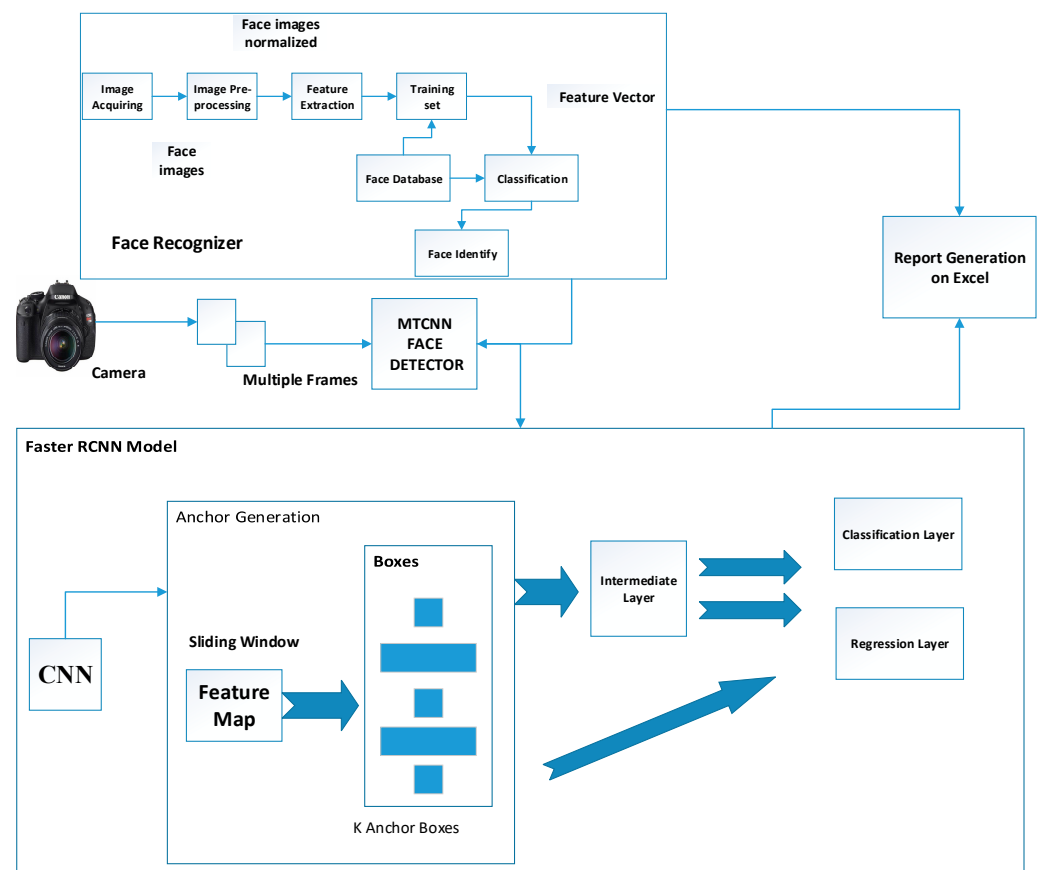 Face images
normalized
Image
Acquiring
Image Pre-
processing
Feature
Extraction
Training
set
Feature Vector
Face
images
Face Database
Classification
Face Recognizer
Face Identify
Report Generation
on Excel
Canon
MTCNN
FACE
DETECTOR
Camera
Multiple Frames
Faster RCNN Model
Anchor Generation
Boxes
Classification Layer
Intermediate
Layer
Sliding Window
Regression Layer
CNN
Feature
Map
K Anchor Boxes